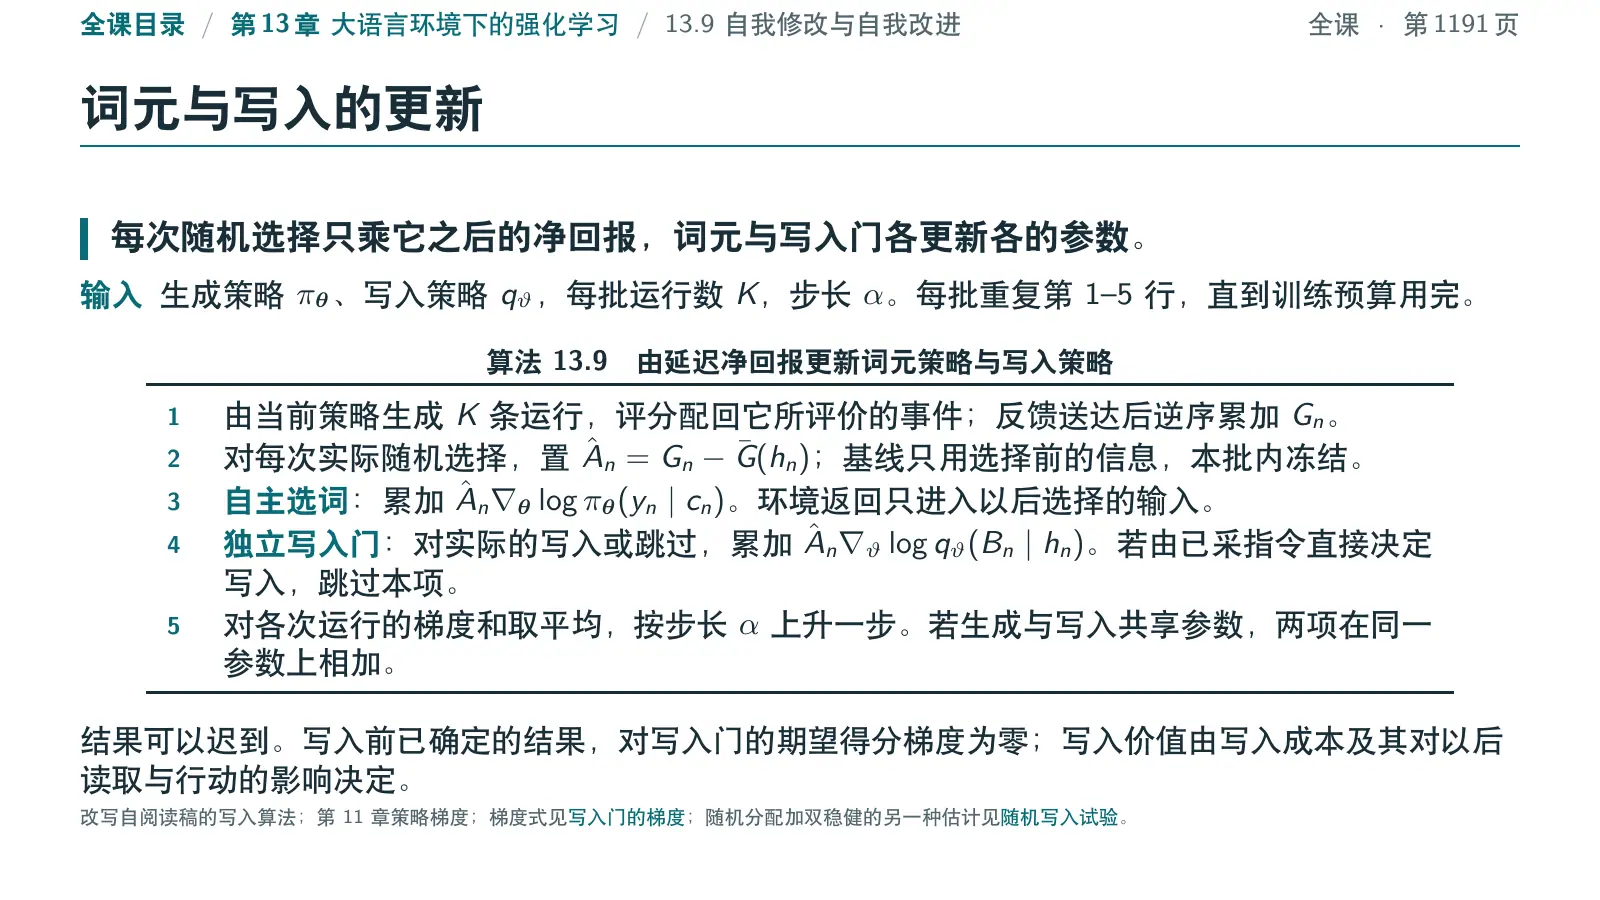 全课目录 / 第 13 章 大语言环境下的强化学习 / 13.9 自我修改与自我改进 全课 · 第 1191 页
词元与写入的更新
每次随机选择只乘它之后的净回报，词元与写入门各更新各的参数。
输入 生成策略 π_θ、写入策略 q_ϑ，每批运行数 K，步长 α。每批重复第 1–5 行，直到训练预算用完。
算法 13.9 由延迟净回报更新词元策略与写入策略
1 由当前策略生成 K 条运行，评分配回它所评价的事件；反馈送达后逆序累加 G_n。
2 对每次实际随机选择，置 Â_n = G_n − Ḡ(h_n)；基线只用选择前的信息，本批内冻结。
3 自主选词：累加 Â_n∇_θ log π_θ(y_n | c_n)。环境返回只进入以后选择的输入。
4 独立写入门：对实际的写入或跳过，累加 Â_n∇_ϑ log q_ϑ(B_n | h_n)。若由已采指令直接决定
写入，跳过本项。
5 对各次运行的梯度和取平均，按步长 α 上升一步。若生成与写入共享参数，两项在同一
参数上相加。
结果可以迟到。写入前已确定的结果，对写入门的期望得分梯度为零；写入价值由写入成本及其对以后
读取与行动的影响决定。
改写自阅读稿的写入算法；第 11 章策略梯度；梯度式见写入门的梯度；随机分配加双稳健的另一种估计见随机写入试验。